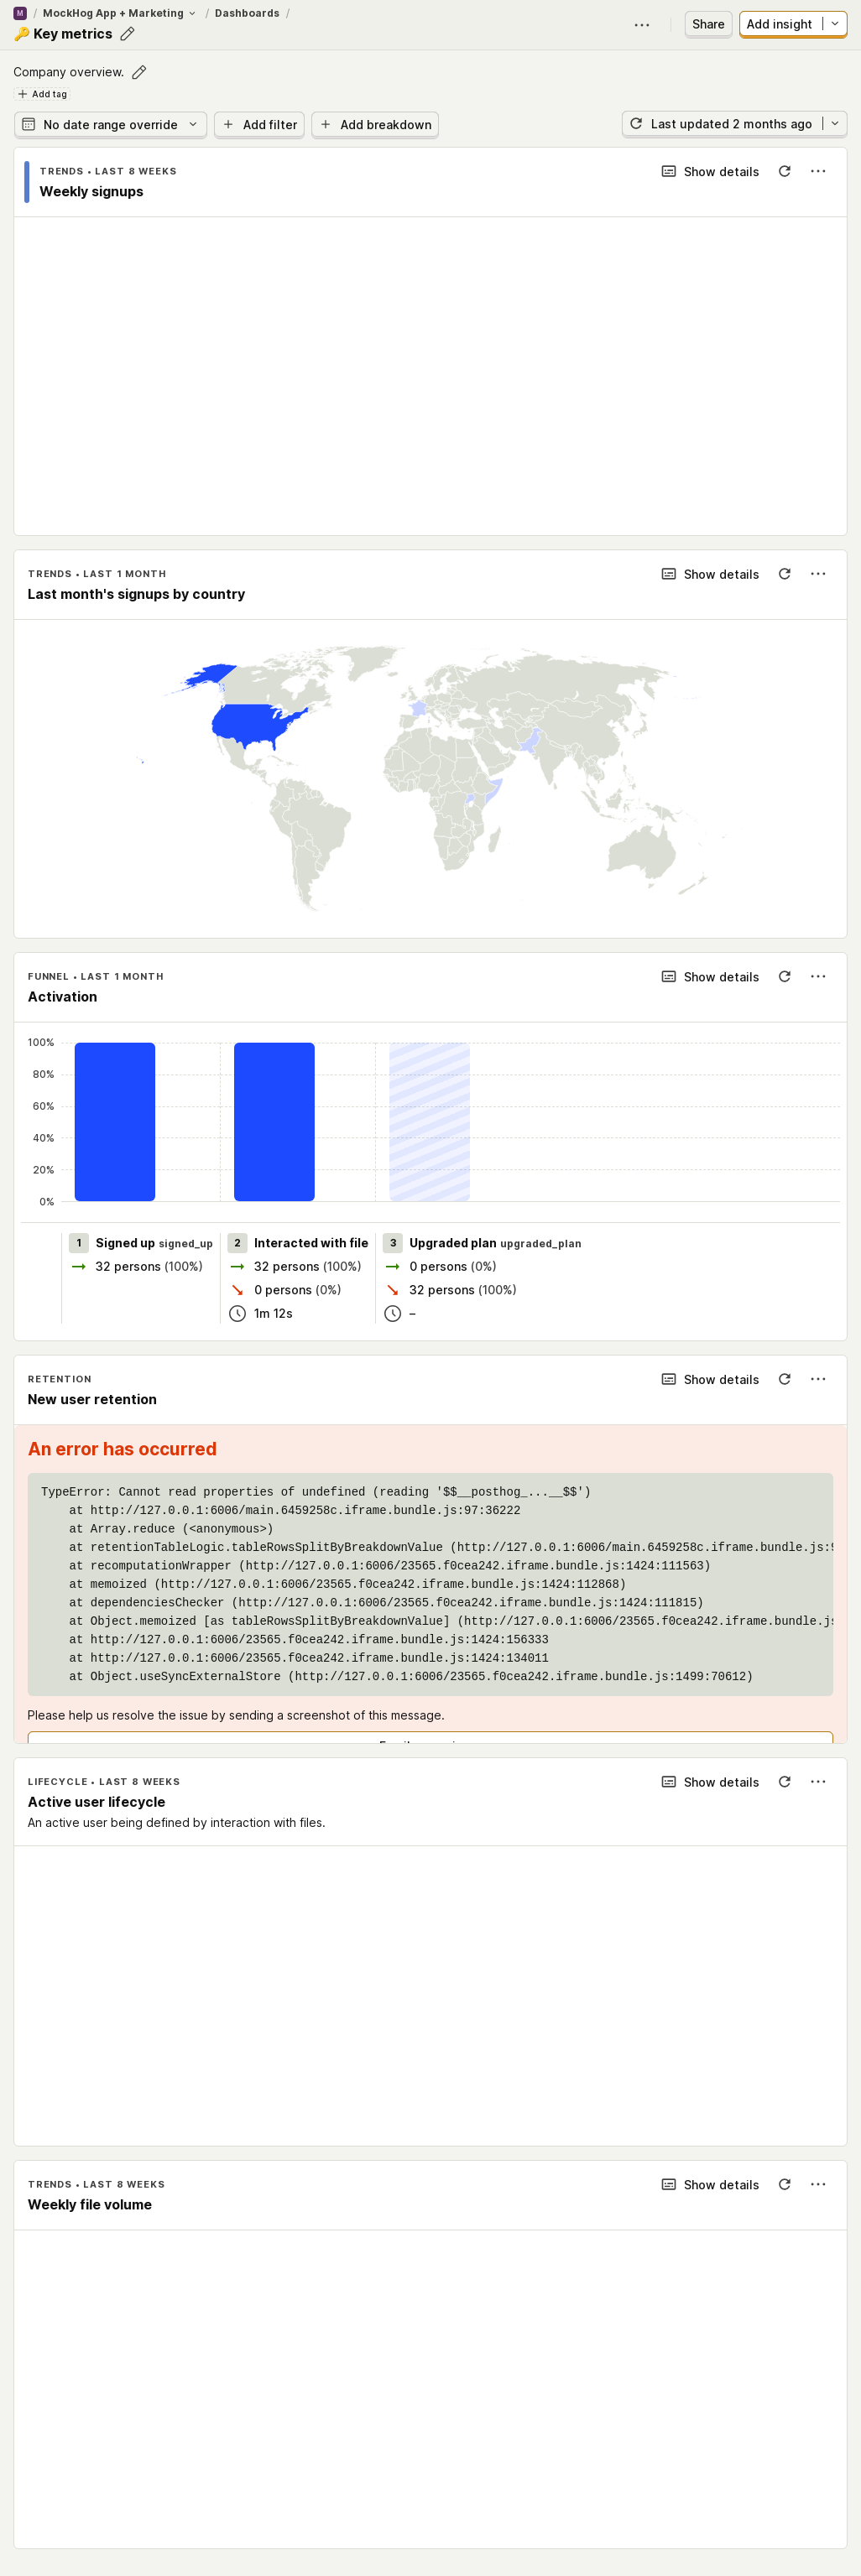 M / MockHog App + Marketing / Dashboards /
🔑 Key metrics
Share
Add insight
Company overview.
Add tag
No date range override
Add filter
Add breakdown
Last updated 2 months ago
TRENDS • LAST 8 WEEKS
Show details
Weekly signups
TRENDS • LAST 1 MONTH
Show details
Last month's signups by country
FUNNEL • LAST 1 MONTH
Show details
Activation
100%
80%
60%
40%
20%
0%
1 Signed up signed_up
32 persons (100%)
2 Interacted with file
32 persons (100%)
0 persons (0%)
1m 12s
3 Upgraded plan upgraded_plan
0 persons (0%)
32 persons (100%)
–
RETENTION
Show details
New user retention
An error has occurred
TypeError: Cannot read properties of undefined (reading '$$__posthog_...__$$')
at http://127.0.0.1:6006/main.6459258c.iframe.bundle.js:97:36222
at Array.reduce (<anonymous>)
at retentionTableLogic.tableRowsSplitByBreakdownValue (http://127.0.0.1:6006/main.6459258c.iframe.bundle.js:9
at recomputationWrapper (http://127.0.0.1:6006/23565.f0cea242.iframe.bundle.js:1424:111563)
at memoized (http://127.0.0.1:6006/23565.f0cea242.iframe.bundle.js:1424:112868)
at dependenciesChecker (http://127.0.0.1:6006/23565.f0cea242.iframe.bundle.js:1424:111815)
at Object.memoized [as tableRowsSplitByBreakdownValue] (http://127.0.0.1:6006/23565.f0cea242.iframe.bundle.js
at http://127.0.0.1:6006/23565.f0cea242.iframe.bundle.js:1424:156333
at http://127.0.0.1:6006/23565.f0cea242.iframe.bundle.js:1424:134011
at Object.useSyncExternalStore (http://127.0.0.1:6006/23565.f0cea242.iframe.bundle.js:1499:70612)
Please help us resolve the issue by sending a screenshot of this message.
LIFECYCLE • LAST 8 WEEKS
Show details
Active user lifecycle
An active user being defined by interaction with files.
TRENDS • LAST 8 WEEKS
Show details
Weekly file volume